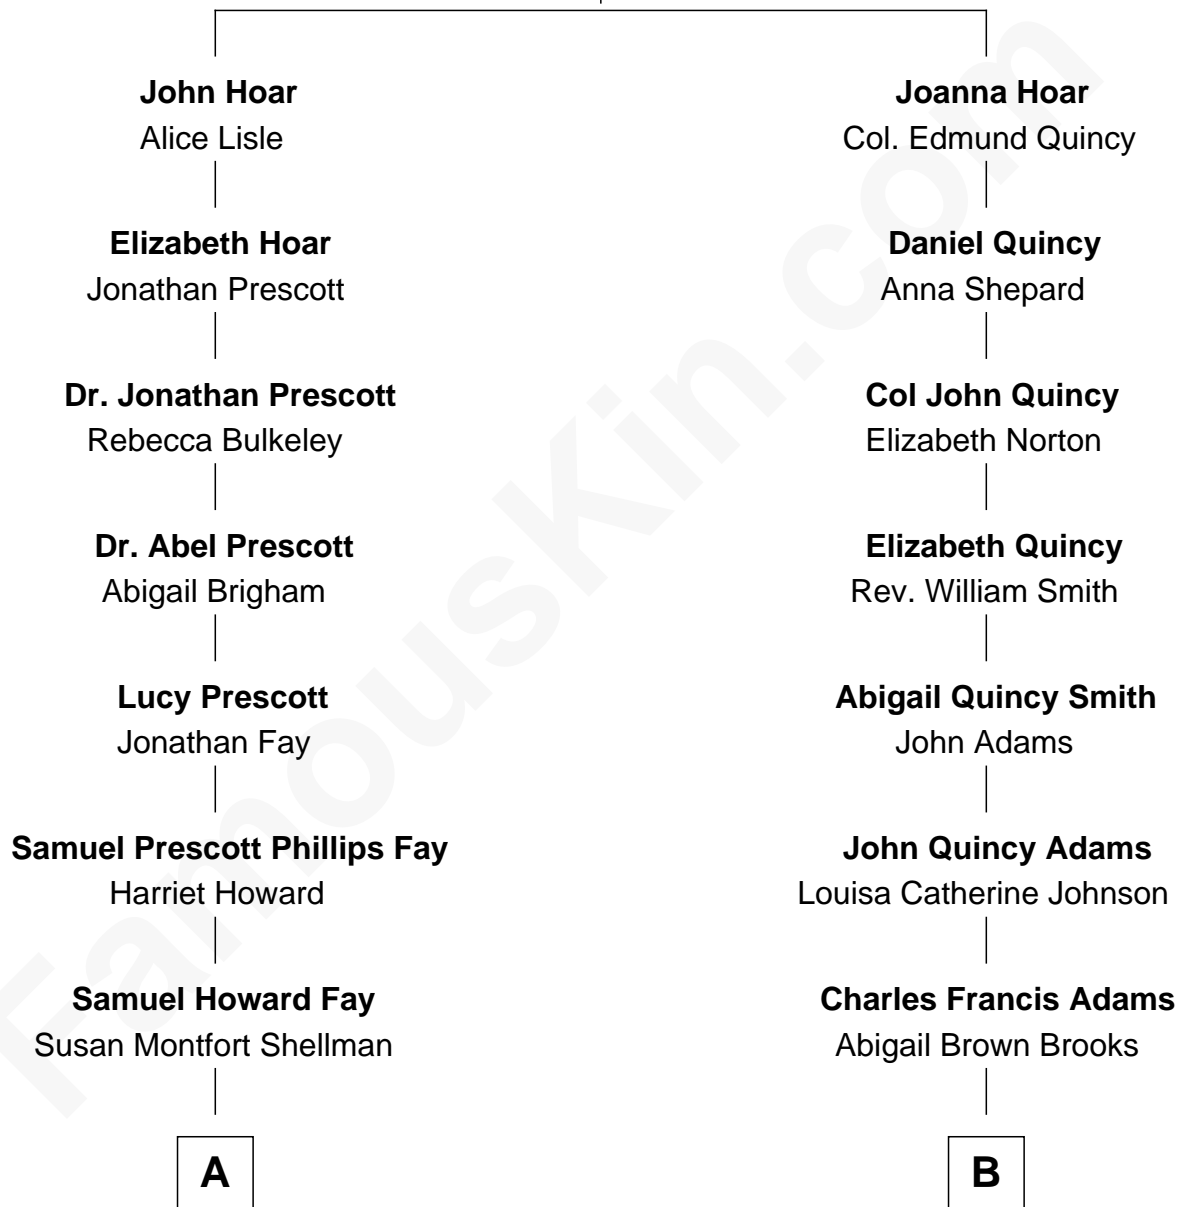 John Hoar
Alice Lisle
Elizabeth Hoar
Jonathan Prescott
Dr. Jonathan Prescott
Rebecca Bulkeley
Dr. Abel Prescott
Abigail Brigham
Lucy Prescott
Jonathan Fay
Samuel Prescott Phillips Fay
Harriet Howard
Samuel Howard Fay
Susan Montfort Shellman
A
Joanna Hoar
Col. Edmund Quincy
Daniel Quincy
Anna Shepard
Col John Quincy
Elizabeth Norton
Elizabeth Quincy
Rev. William Smith
Abigail Quincy Smith
John Adams
John Quincy Adams
Louisa Catherine Johnson
Charles Francis Adams
Abigail Brown Brooks
B
FamousKin.com